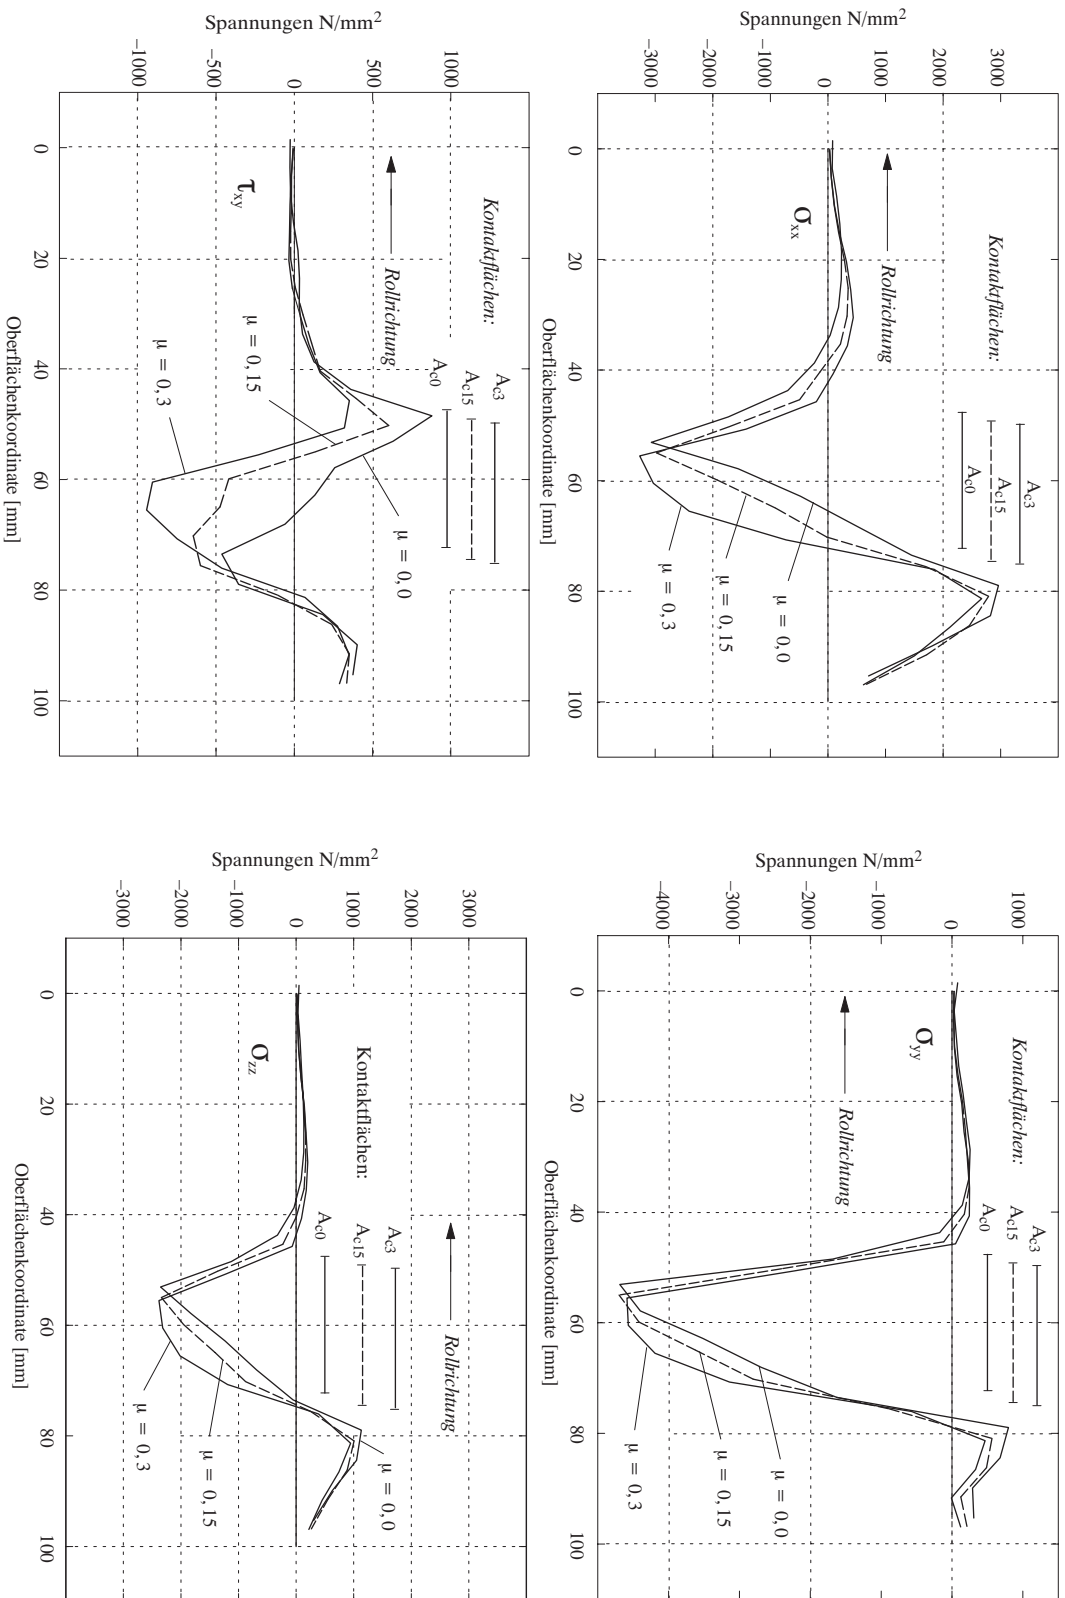 Spannungen N/mm²
−3000
−2000
−1000
0
1000
2000
3000
Kontaktflächen:
A_c3
A_c15
A_c0
Rollrichtung
σ_xx
μ = 0,0
μ = 0,15
μ = 0,3
0
20
40
60
80
100
Oberflächenkoordinate [mm]
Spannungen N/mm²
−4000
−3000
−2000
−1000
0
1000
Kontaktflächen:
A_c3
A_c15
A_c0
σ_yy
Rollrichtung
μ = 0,0
μ = 0,15
μ = 0,3
0
20
40
60
80
100
Oberflächenkoordinate [mm]
Spannungen N/mm²
−1000
−500
0
500
1000
Kontaktflächen:
A_c3
A_c15
A_c0
Rollrichtung
τ_xy
μ = 0,15
μ = 0,3
μ = 0,0
0
20
40
60
80
100
Oberflächenkoordinate [mm]
Spannungen N/mm²
−3000
−2000
−1000
0
1000
2000
3000
Rollrichtung
Kontaktflächen:
A_c3
A_c15
A_c0
σ_zz
μ = 0,0
μ = 0,15
μ = 0,3
0
20
40
60
80
100
Oberflächenkoordinate [mm]